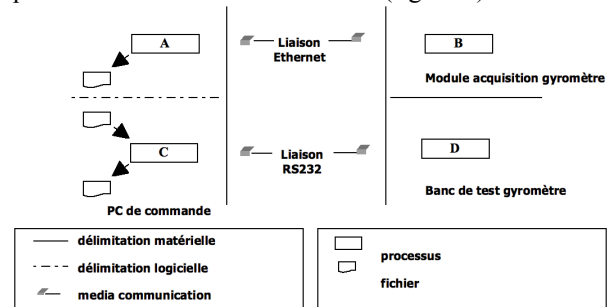 A
Liaison
Ethernet
B
Module acquisition gyromètre
C
Liaison
RS232
D
Banc de test gyromètre
PC de commande
délimitation matérielle
délimitation logicielle
media communication
processus
fichier